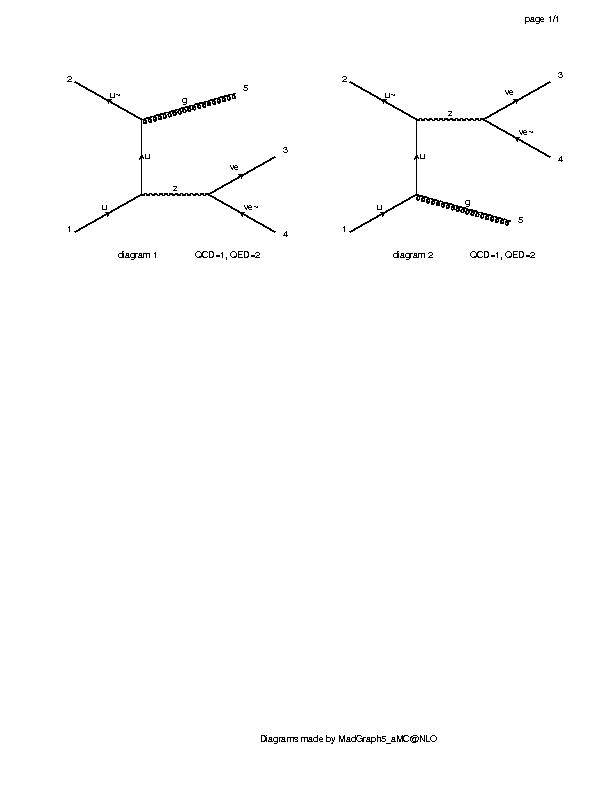 page 1/1
2
u~
g
5
u
z
ve
3
u
ve~
1
4
diagram 1
QCD=1, QED=2
2
u~
z
ve
3
ve~
4
u
u
g
5
1
diagram 2
QCD=1, QED=2
Diagrams made by MadGraph5_aMC@NLO